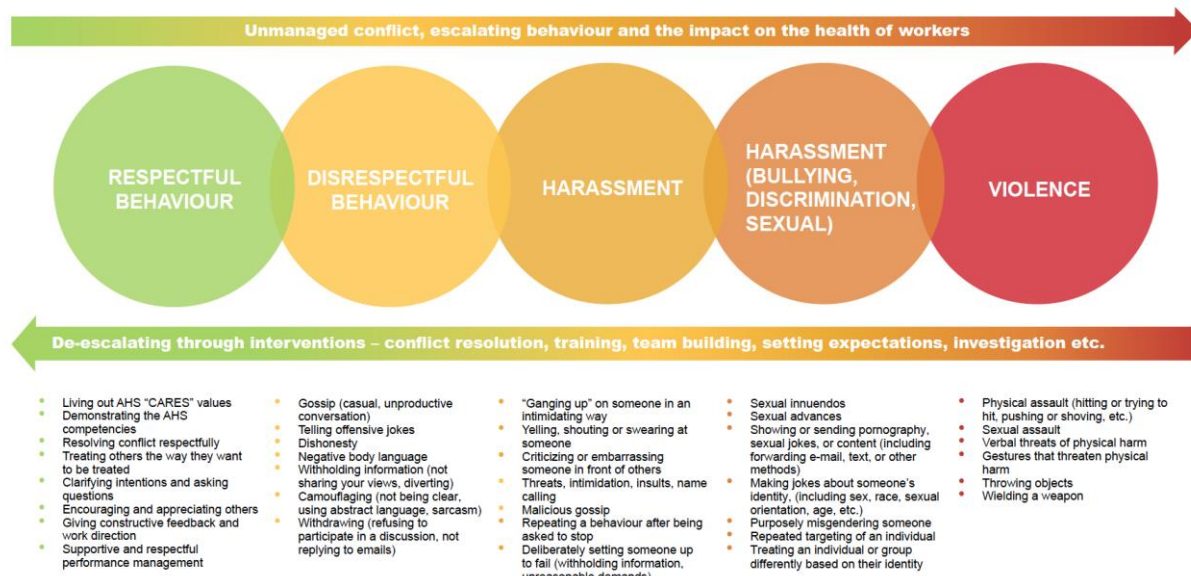 Unmanaged conflict, escalating behaviour and the impact on the health of workers
RESPECTFUL
BEHAVIOUR
DISRESPECTFUL
BEHAVIOUR
HARASSMENT
HARASSMENT
(BULLYING,
DISCRIMINATION,
SEXUAL)
VIOLENCE
De-escalating through interventions – conflict resolution, training, team building, setting expectations, investigation etc.
• Living out AHS “CARES” values
• Demonstrating the AHS
competencies
• Resolving conflict respectfully
• Treating others the way they want
to be treated
• Clarifying intentions and asking
questions
• Encouraging and appreciating others
• Giving constructive feedback and
work direction
• Supportive and respectful
performance management
• Gossip (casual, unproductive
conversation)
• Telling offensive jokes
• Dishonesty
• Negative body language
• Withholding information (not
sharing your views, diverting)
• Camouflaging (not being clear,
using abstract language, sarcasm)
• Withdrawing (refusing to
participate in a discussion, not
replying to emails)
• “Ganging up” on someone in an
intimidating way
• Yelling, shouting or swearing at
someone
• Criticizing or embarrassing
someone in front of others
• Threats, intimidation, insults, name
calling
• Malicious gossip
• Repeating a behaviour after being
asked to stop
• Deliberately setting someone up
to fail (withholding information,
unreasonable demands)
• Sexual innuendos
• Sexual advances
• Showing or sending pornography,
sexual jokes, or content (including
forwarding e-mail, text, or other
methods)
• Making jokes about someone’s
identity, (including sex, race, sexual
orientation, age, etc.)
• Purposely misgendering someone
• Repeated targeting of an individual
• Treating an individual or group
differently based on their identity
• Physical assault (hitting or trying to
hit, pushing or shoving, etc.)
• Sexual assault
• Verbal threats of physical harm
• Gestures that threaten physical
harm
• Throwing objects
• Wielding a weapon